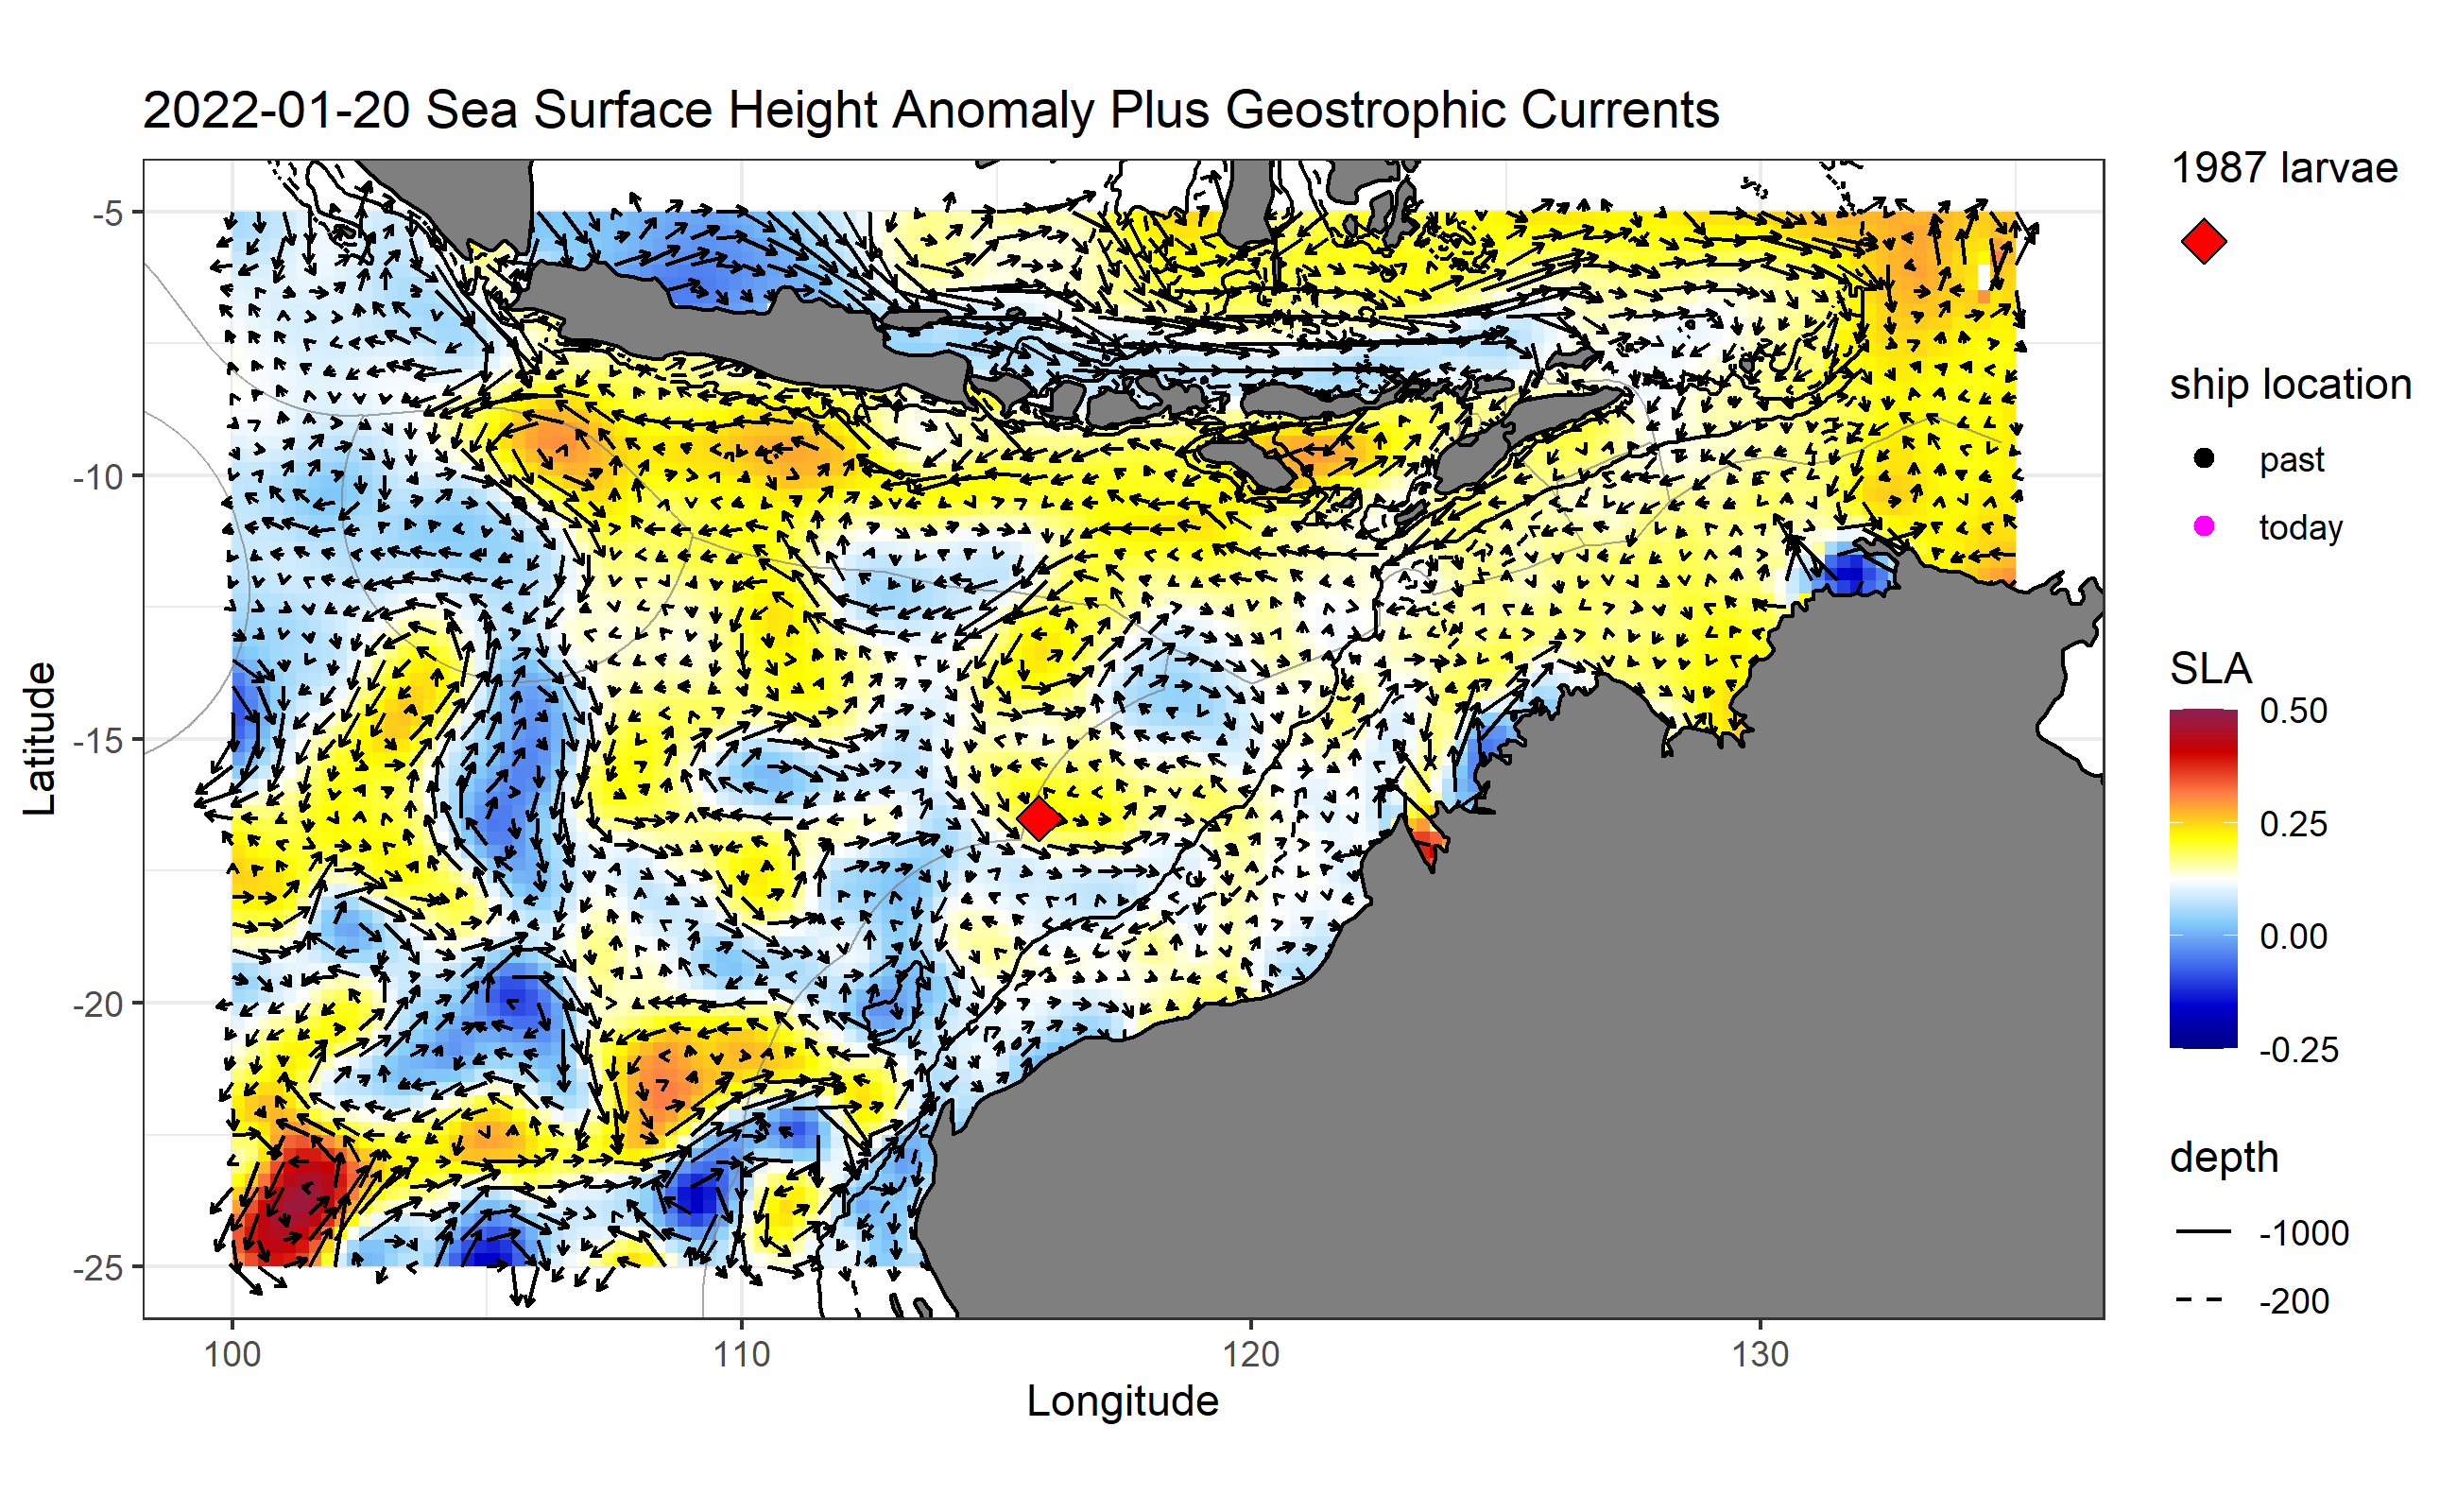 2022-01-20 Sea Surface Height Anomaly Plus Geostrophic Currents
1987 larvae
ship location
past
today
SLA
0.50
0.25
0.00
-0.25
depth
-1000
-200
Latitude
-5
-10
-15
-20
-25
100
110
120
130
Longitude